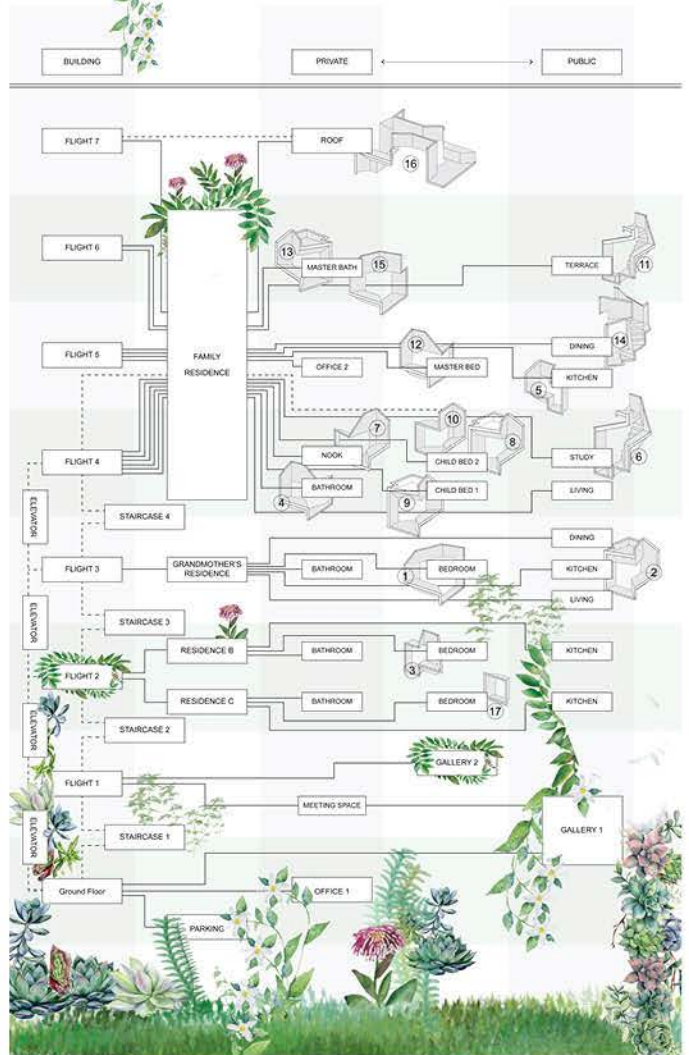 BUILDING
PRIVATE
PUBLIC
FLIGHT 7
ROOF
16
FLIGHT 6
13
MASTER BATH
15
TERRACE
11
FLIGHT 5
FAMILY
RESIDENCE
12
OFFICE 2
MASTER BED
DINING
14
5
KITCHEN
FLIGHT 4
7
NOOK
10
8
CHILD BED 2
STUDY
6
4
BATHROOM
9
CHILD BED 1
LIVING
ELEVATOR
STAIRCASE 4
FLIGHT 3
GRANDMOTHER'S
RESIDENCE
BATHROOM
1
BEDROOM
DINING
KITCHEN
2
LIVING
ELEVATOR
STAIRCASE 3
FLIGHT 2
RESIDENCE B
BATHROOM
3
BEDROOM
KITCHEN
RESIDENCE C
BATHROOM
BEDROOM
17
KITCHEN
ELEVATOR
STAIRCASE 2
FLIGHT 1
GALLERY 2
MEETING SPACE
GALLERY 1
ELEVATOR
STAIRCASE 1
Ground Floor
OFFICE 1
PARKING